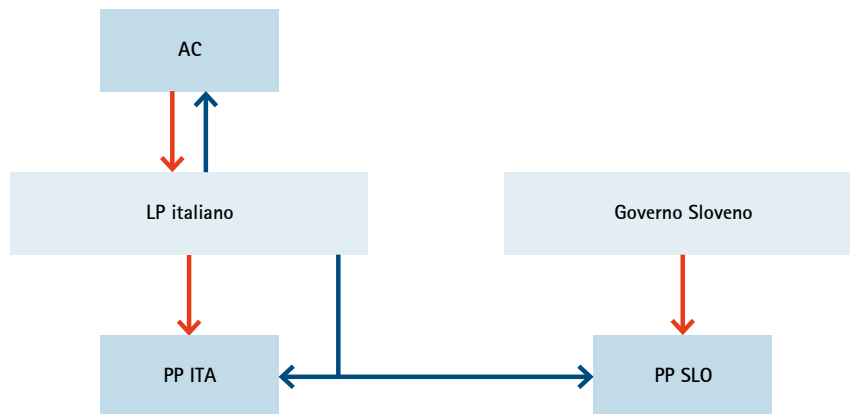 AC
LP italiano
Governo Sloveno
PP ITA
PP SLO